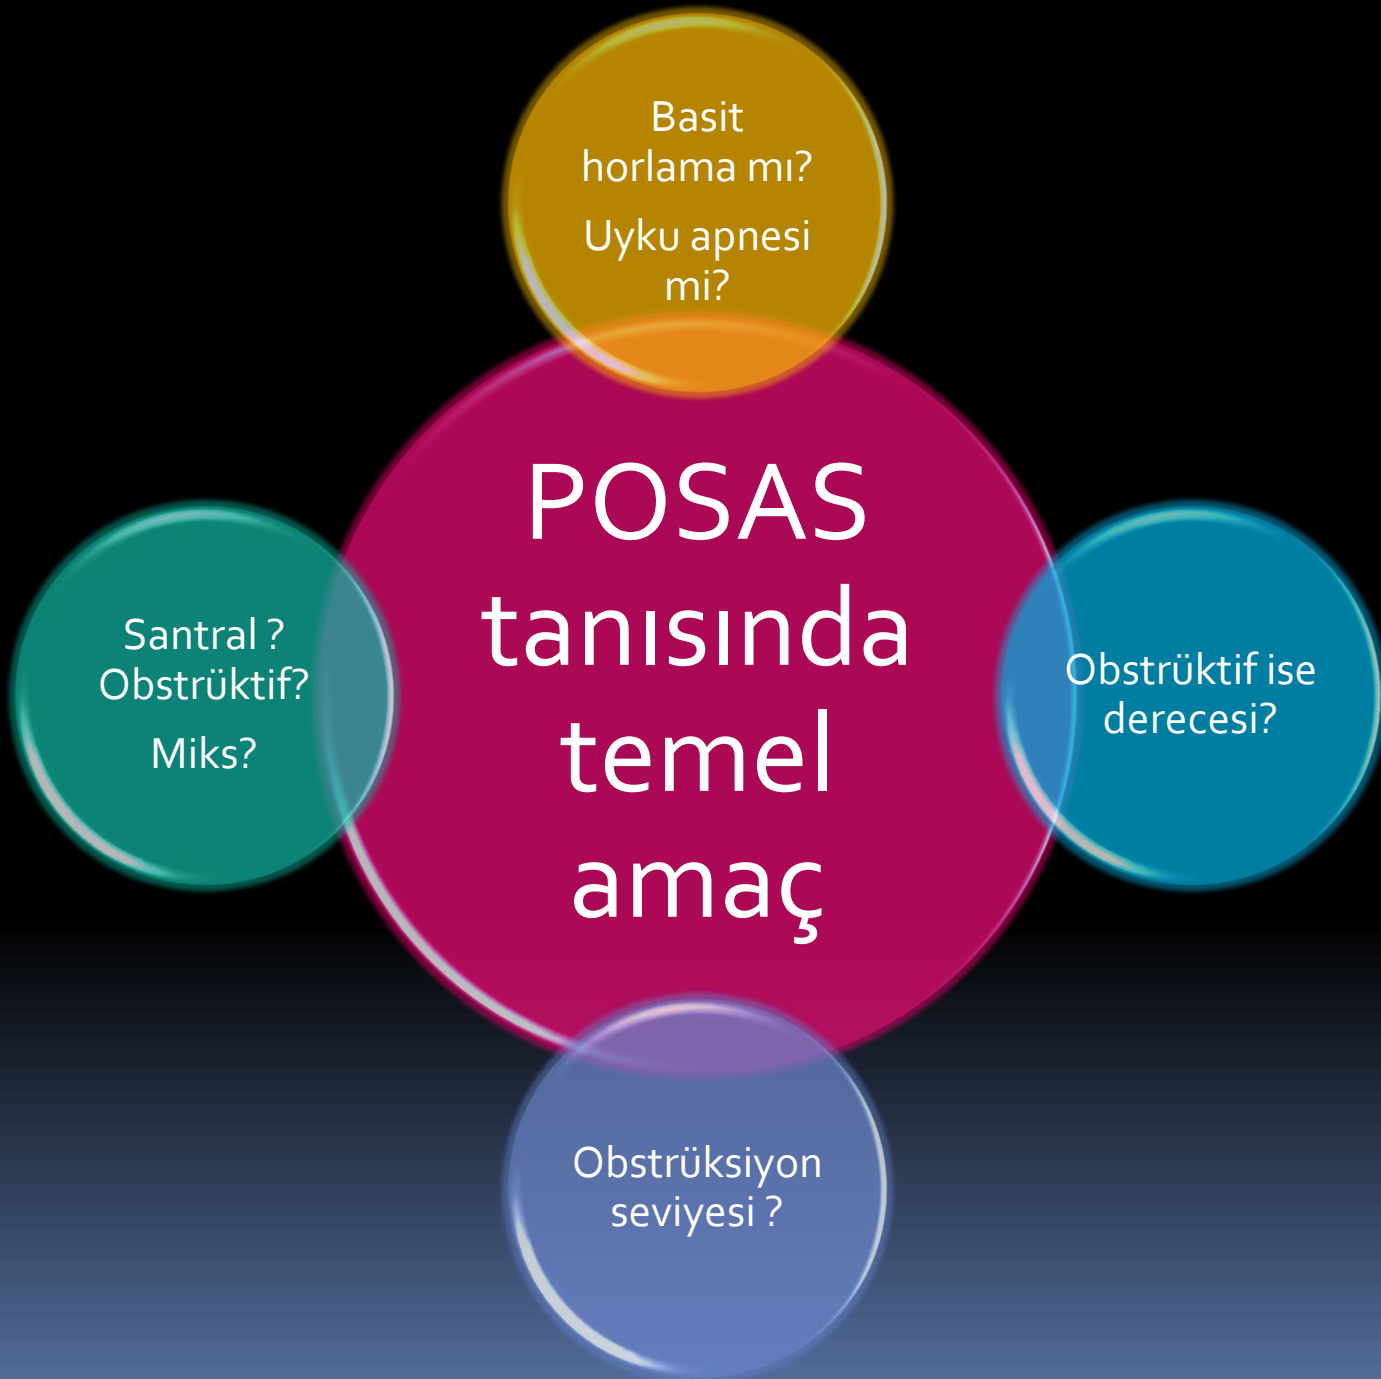 Basit
horlama mı?
Uyku apnesi
mi?
POSAS
tanısında
temel
amaç
Santral ?
Obstrüktif?
Miks?
Obstrüktif ise
derecesi?
Obstrüksiyon
seviyesi ?